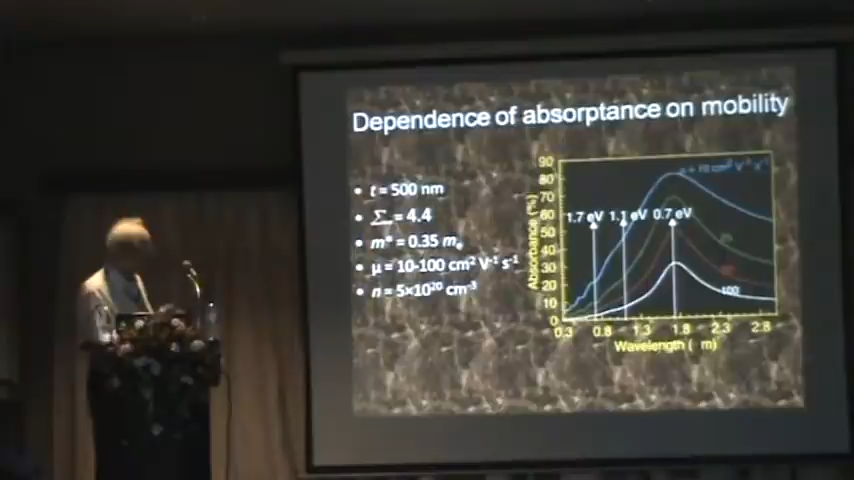 Dependence of absorptance on mobility
• t = 500 nm
• Σ∞ = 4.4
• m* = 0.35 mₑ
• μ = 10-100 cm² V⁻¹ s⁻¹
• n = 5×10²⁰ cm⁻³
90
80
70
60
50
40
30
20
10
0
Absorbance (%)
1.7 eV 1.1 eV 0.7 eV
100
0.3 0.8 1.3 1.8 2.3 2.8
Wavelength ( m)